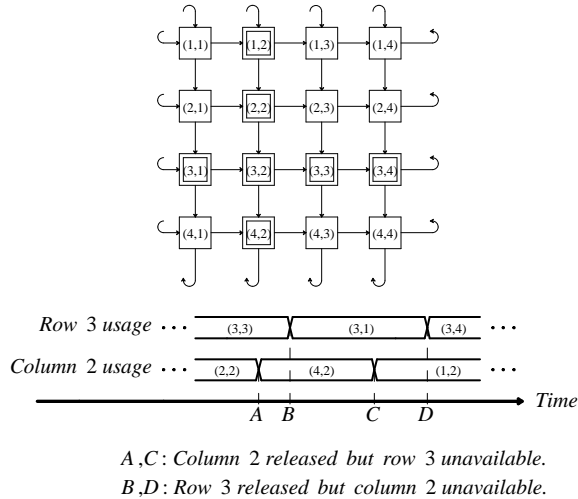 (1,1) (1,2) (1,3) (1,4)
(2,1) (2,2) (2,3) (2,4)
(3,1) (3,2) (3,3) (3,4)
(4,1) (4,2) (4,3) (4,4)
Row 3 usage ••• (3,3) (3,1) (3,4) •••
Column 2 usage ••• (2,2) (4,2) (1,2) •••
A B C D Time
A ,C : Column 2 released but row 3 unavailable.
B ,D : Row 3 released but column 2 unavailable.